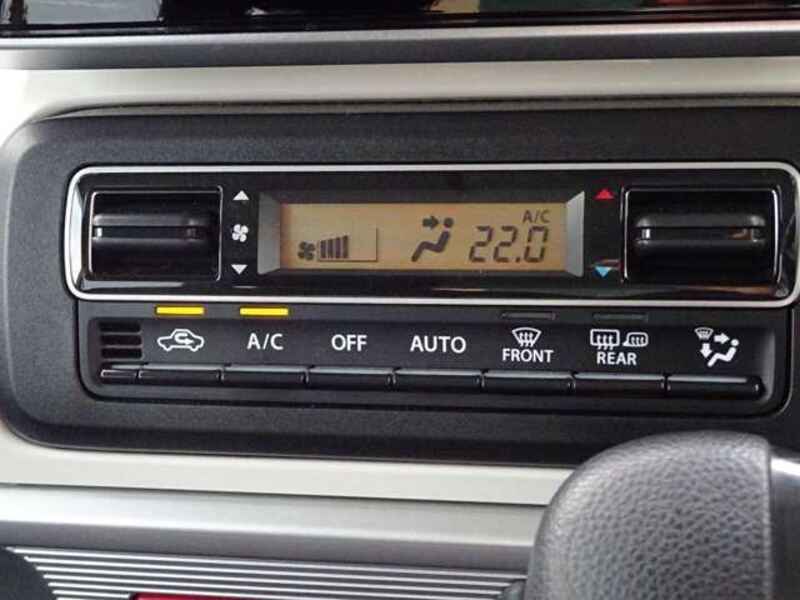 A/C
22.0
A/C
OFF
AUTO
FRONT
REAR